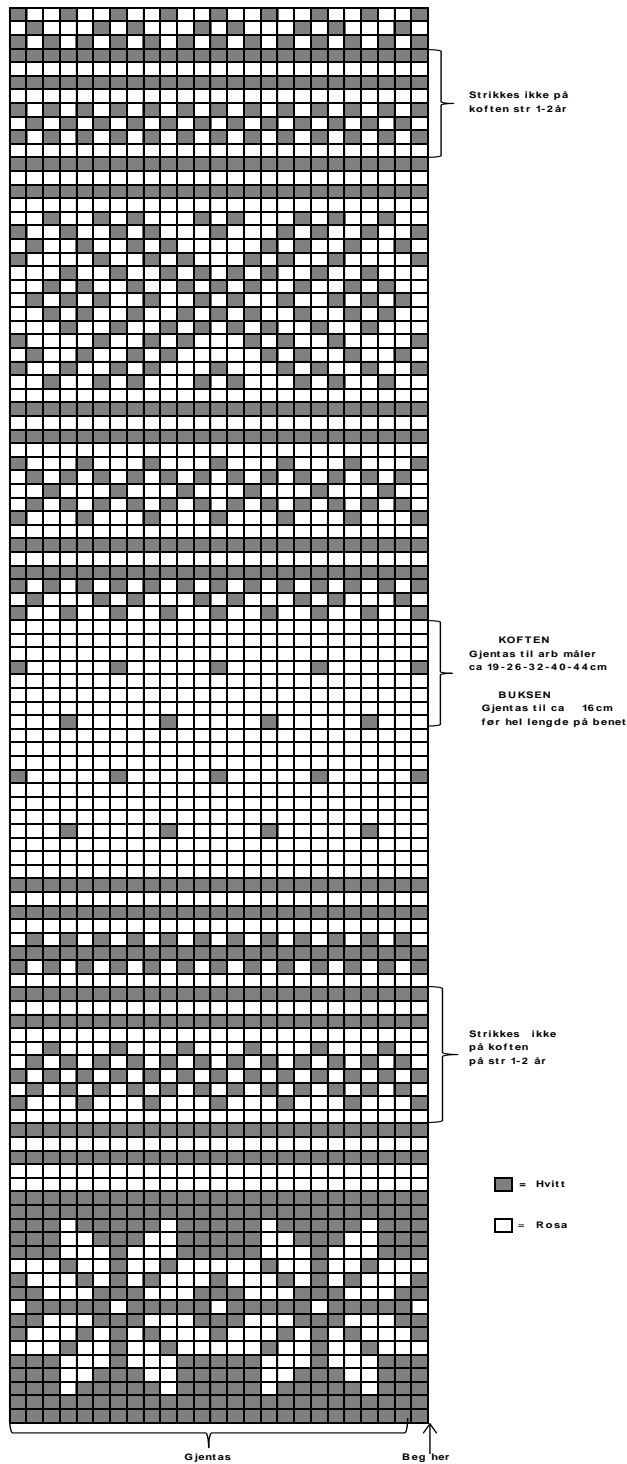 Strikkes ikke på
koften str 1-2år
KOFTEN
Gjentas til arb måler
ca 19-26-32-40-44cm
BUKSEN
Gjentas til ca 16cm
før hel lengde på benet
Strikkes ikke
på koften
på str 1-2 år
= Hvitt
= Rosa
Gjentas
Beg her